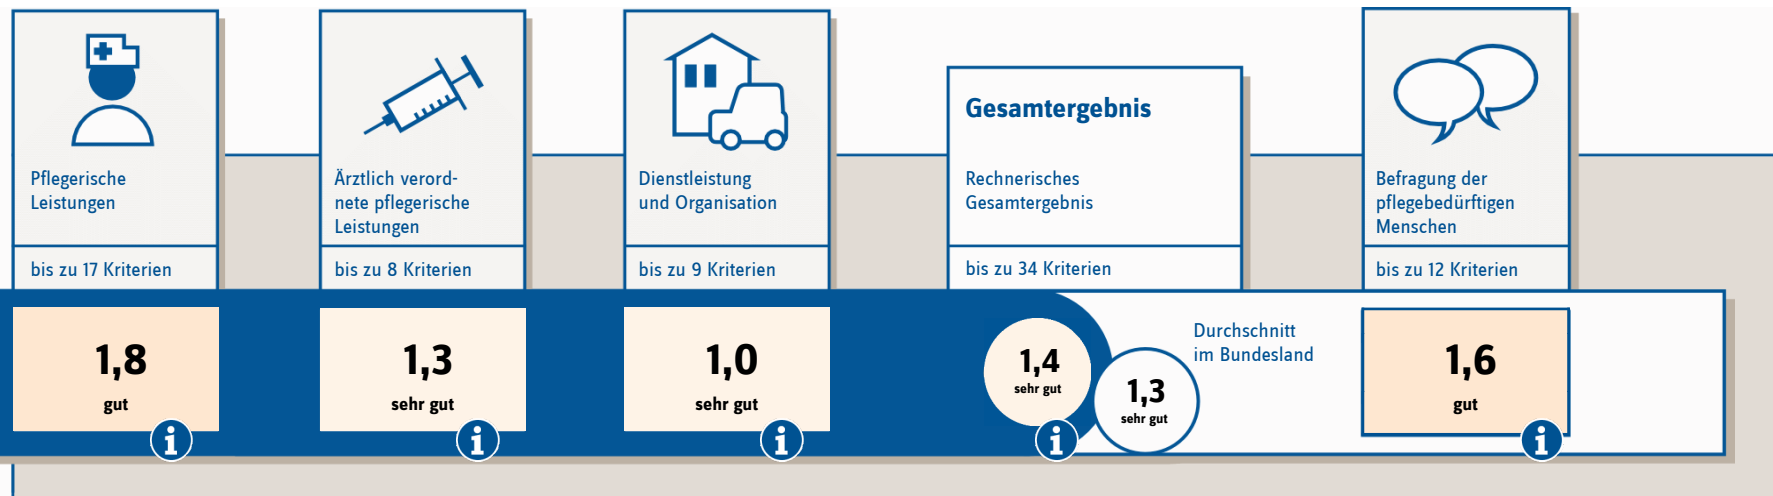 Pflegerische
Leistungen
bis zu 17 Kriterien
1,8
gut
i
Ärztlich verord-
nete pflegerische
Leistungen
bis zu 8 Kriterien
1,3
sehr gut
i
Dienstleistung
und Organisation
bis zu 9 Kriterien
1,0
sehr gut
i
Gesamtergebnis
Rechnerisches
Gesamtergebnis
bis zu 34 Kriterien
1,4
sehr gut
i
Durchschnitt
im Bundesland
1,3
sehr gut
Befragung der
pflegebedürftigen
Menschen
bis zu 12 Kriterien
1,6
gut
i